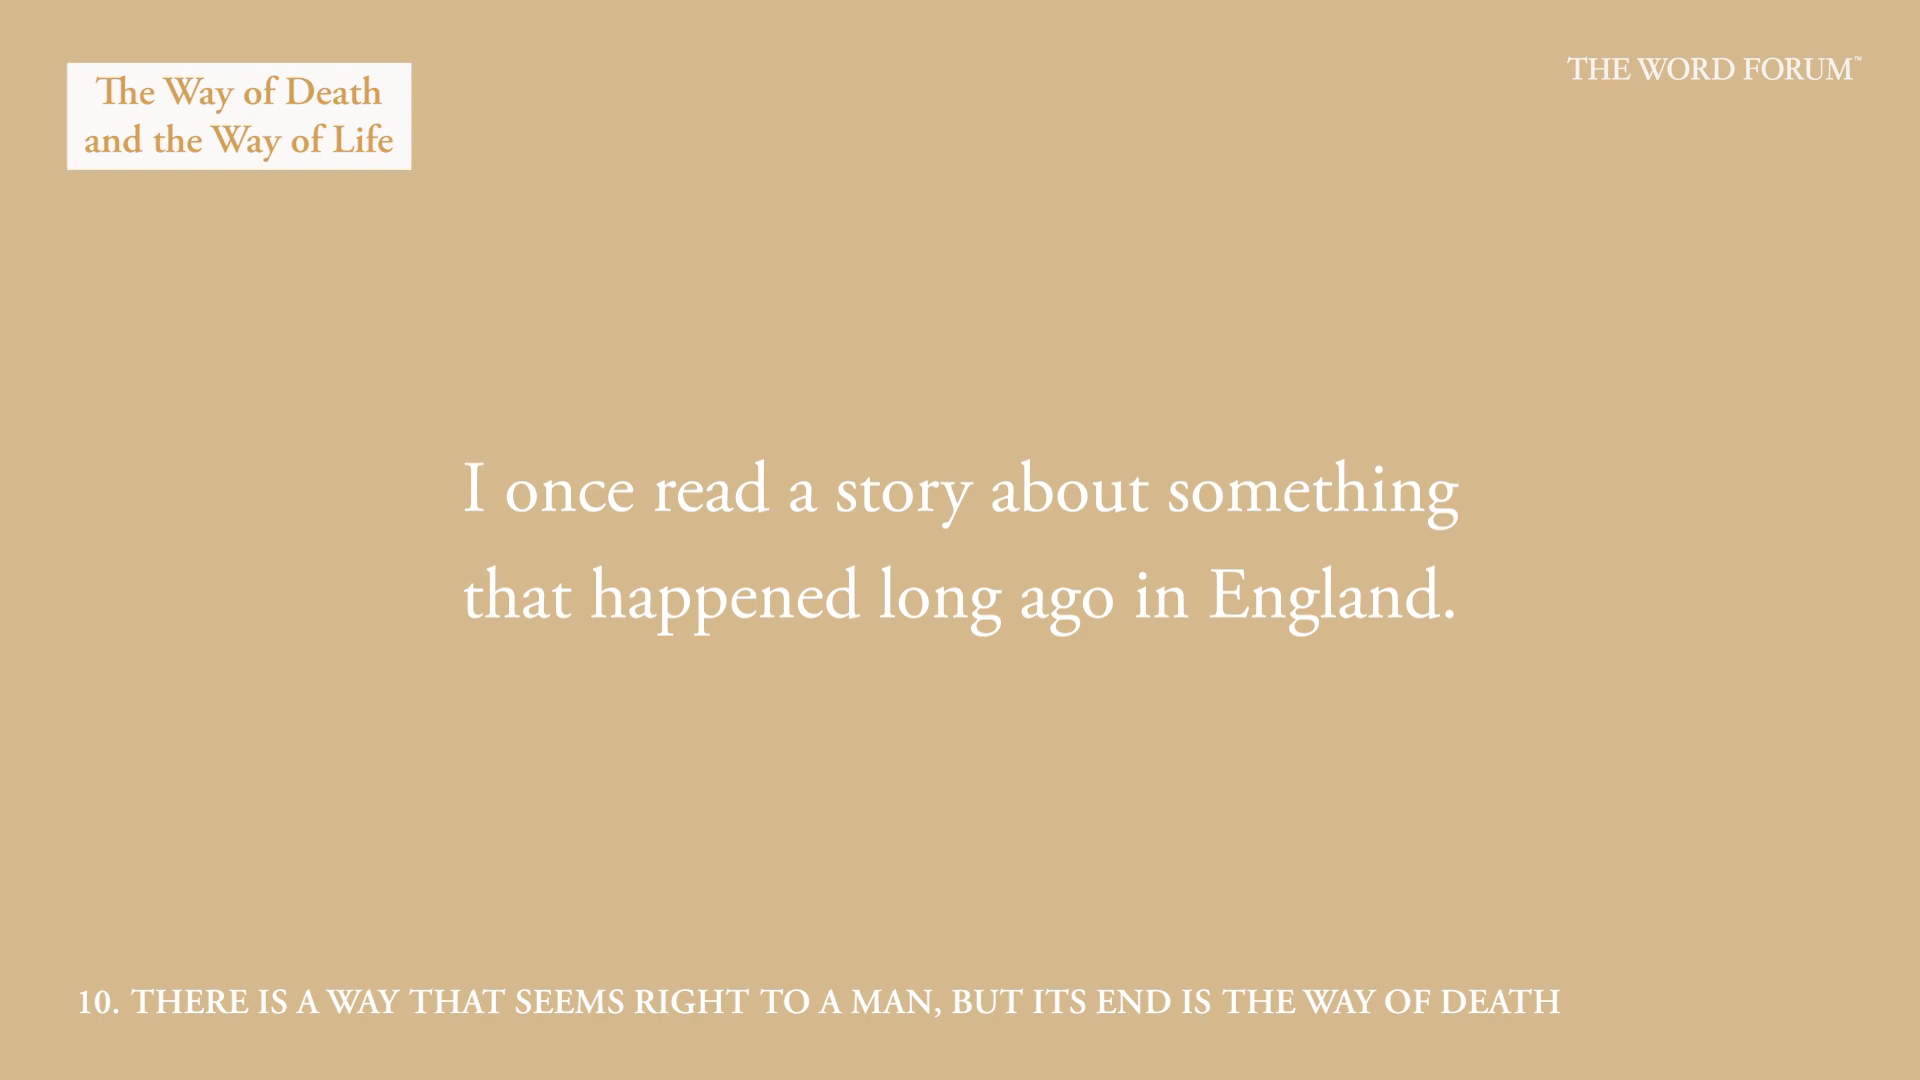 The Way of Death
and the Way of Life
THE WORD FORUM™
I once read a story about something
that happened long ago in England.
10. THERE IS A WAY THAT SEEMS RIGHT TO A MAN, BUT ITS END IS THE WAY OF DEATH